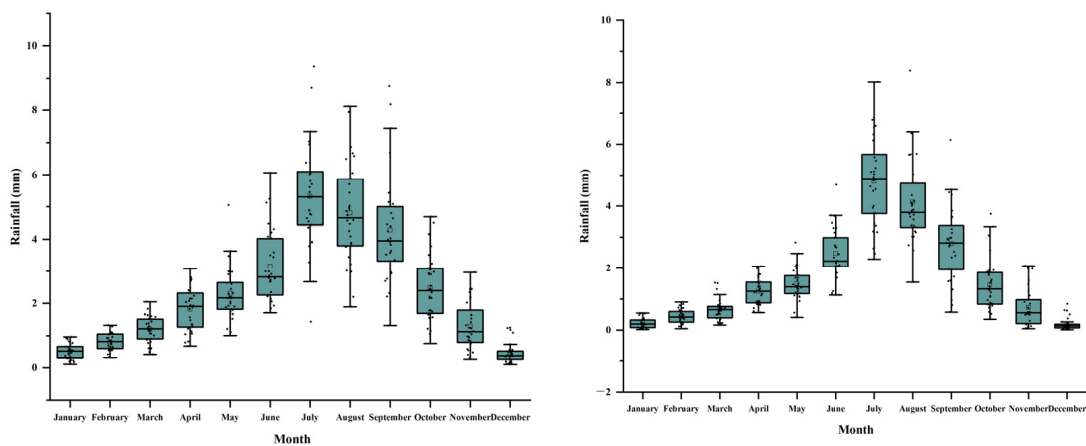 10
8
6
4
2
0
Rainfall (mm)
January February March April May June July August September October November December
Month
10
8
6
4
2
0
−2
Rainfall (mm)
January February March April May June July August September October November December
Month